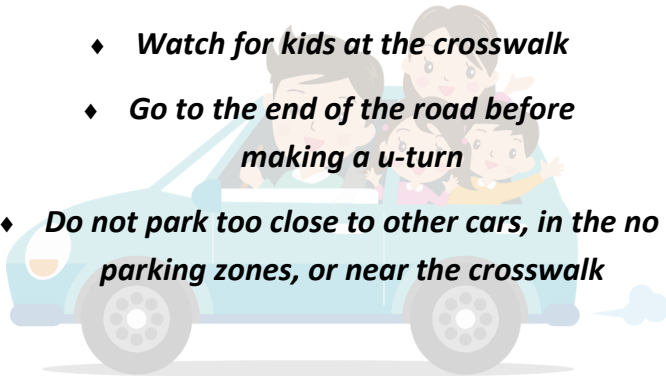 ♦ Watch for kids at the crosswalk
♦ Go to the end of the road before
making a u-turn
♦ Do not park too close to other cars, in the no
parking zones, or near the crosswalk